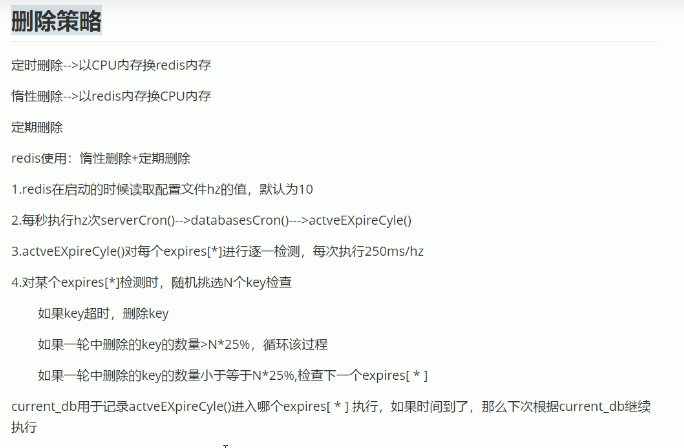 删除策略
定时删除-->以CPU内存换redis内存
惰性删除-->以redis内存换CPU内存
定期删除
redis使用：惰性删除+定期删除
1.redis在启动的时候读取配置文件hz的值，默认为10
2.每秒执行hz次serverCron()-->databasesCron()--->actveEXpireCyle()
3.actveEXpireCyle()对每个expires[*]进行逐一检测，每次执行250ms/hz
4.对某个expires[*]检测时，随机挑选N个key检查
如果key超时，删除key
如果一轮中删除的key的数量>N*25%，循环该过程
如果一轮中删除的key的数量小于等于N*25%,检查下一个expires[ * ]
current_db用于记录actveEXpireCyle()进入哪个expires[ * ] 执行，如果时间到了，那么下次根据current_db继续
执行